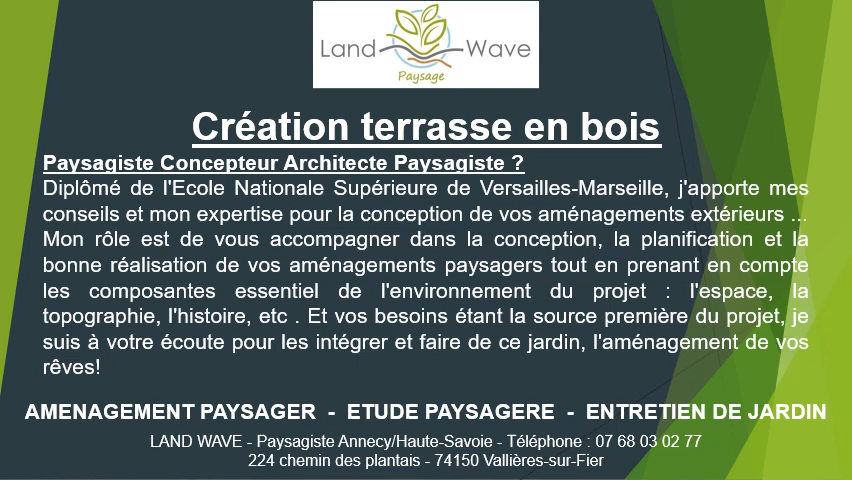 Land Wave
Paysage
Création terrasse en bois
Paysagiste Concepteur Architecte Paysagiste ?
Diplômé de l'Ecole Nationale Supérieure de Versailles-Marseille, j'apporte mes
conseils et mon expertise pour la conception de vos aménagements extérieurs ...
Mon rôle est de vous accompagner dans la conception, la planification et la
bonne réalisation de vos aménagements paysagers tout en prenant en compte
les composantes essentiel de l'environnement du projet : l'espace, la
topographie, l'histoire, etc . Et vos besoins étant la source première du projet, je
suis à votre écoute pour les intégrer et faire de ce jardin, l'aménagement de vos
rêves!
AMENAGEMENT PAYSAGER - ETUDE PAYSAGERE - ENTRETIEN DE JARDIN
LAND WAVE - Paysagiste Annecy/Haute-Savoie - Téléphone : 07 68 03 02 77
224 chemin des plantais - 74150 Vallières-sur-Fier